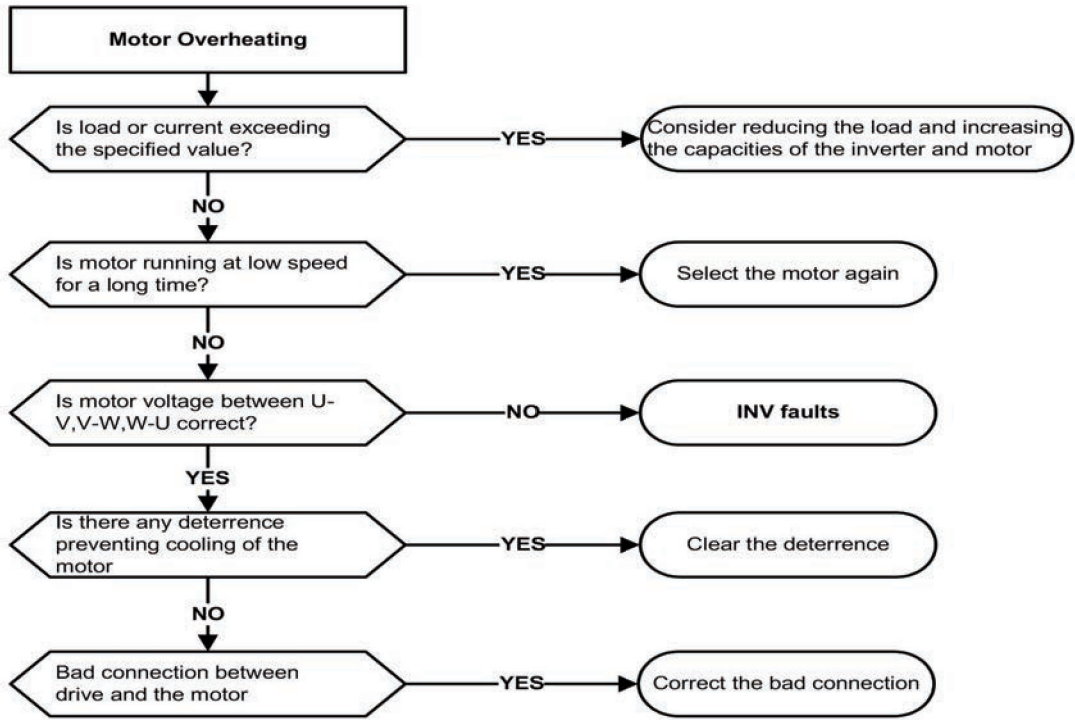 Motor Overheating
Is load or current exceeding
the specified value?
YES
Consider reducing the load and increasing
the capacities of the inverter and motor
NO
Is motor running at low speed
for a long time?
YES
Select the motor again
NO
Is motor voltage between U-
V,V-W,W-U correct?
NO
INV faults
YES
Is there any deterrence
preventing cooling of the
motor
YES
Clear the deterrence
NO
Bad connection between
drive and the motor
YES
Correct the bad connection